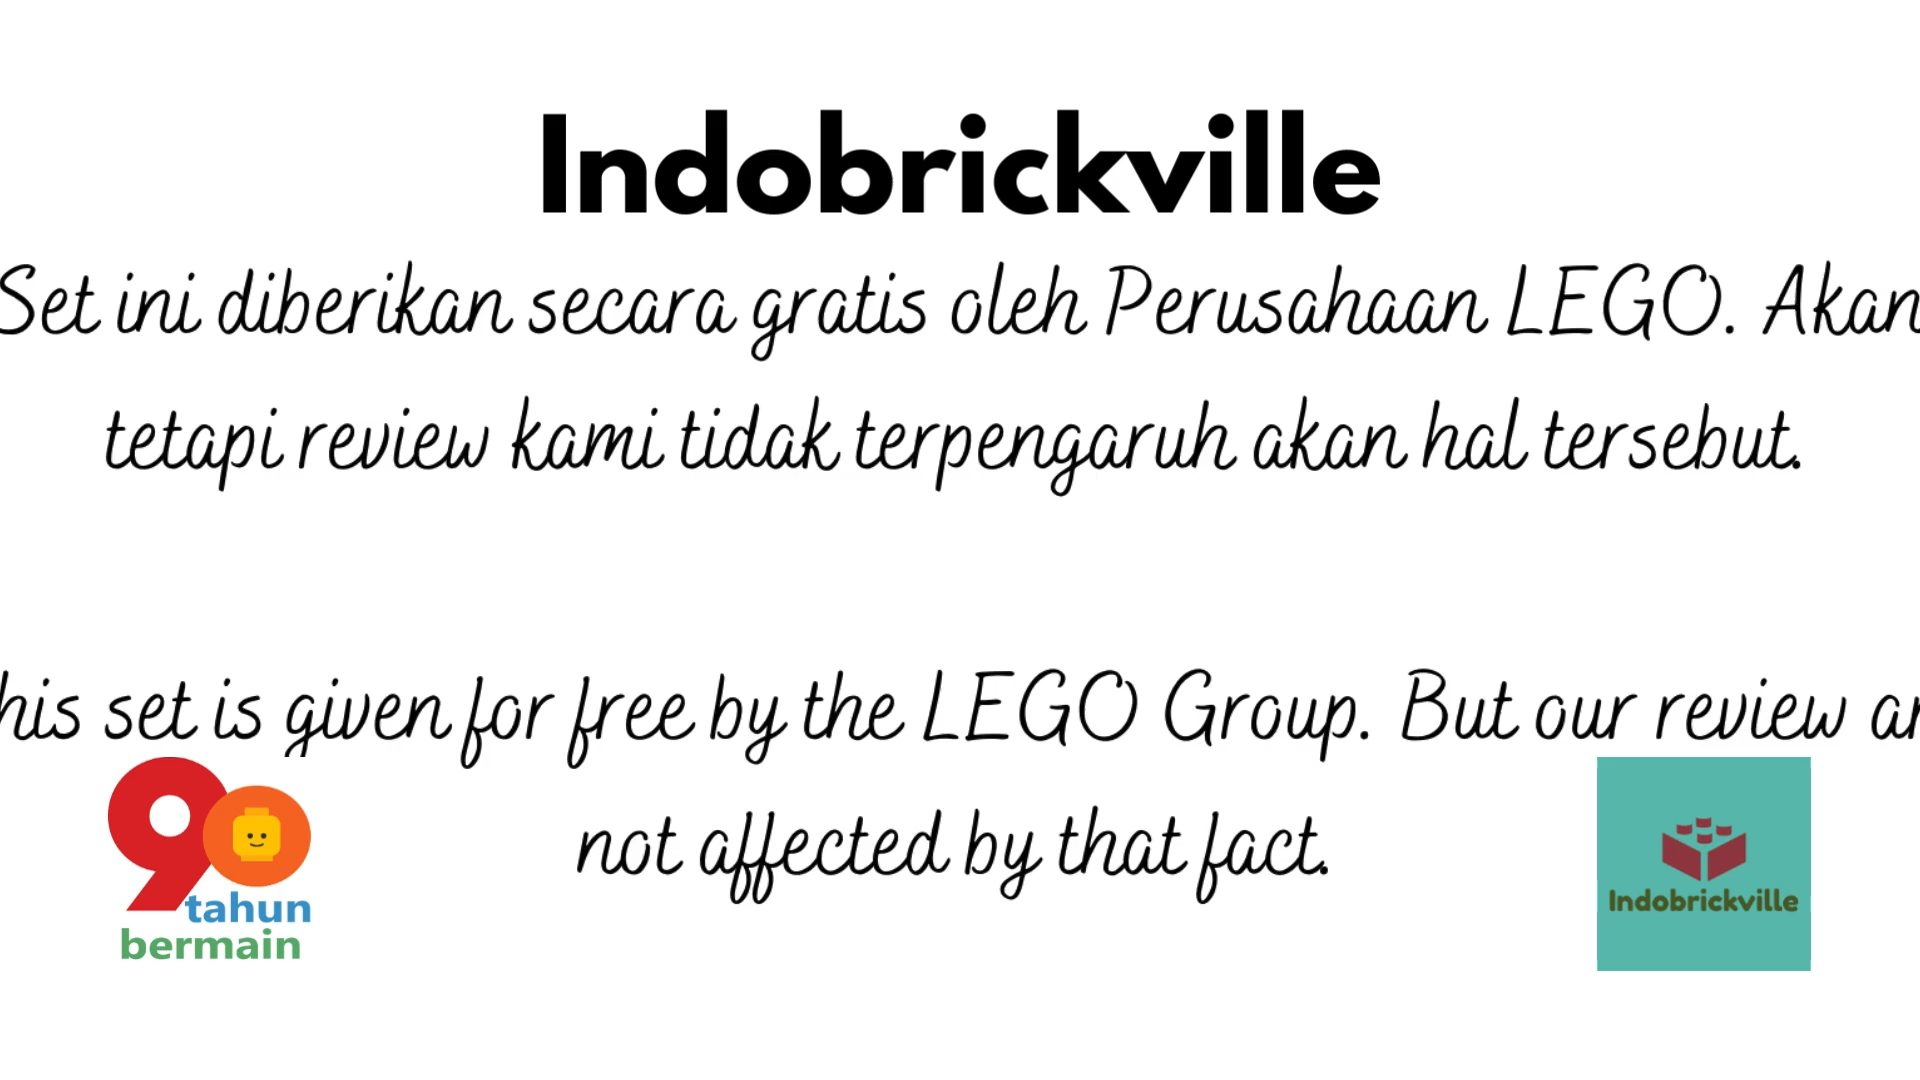 Indobrickville
Set ini diberikan secara gratis oleh Perusahaan LEGO. Akan
tetapi review kami tidak terpengaruh akan hal tersebut.
his set is given for free by the LEGO Group. But our review ar
not affected by that fact.
90
tahun
bermain
Indobrickville